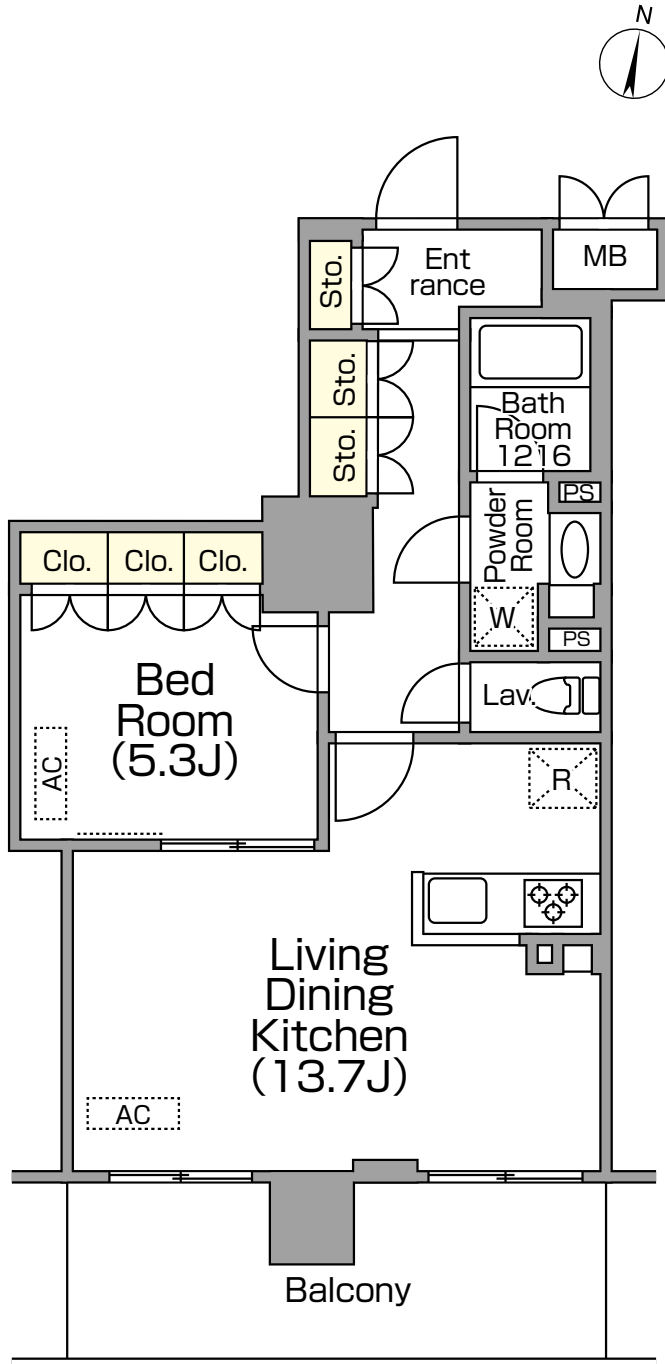 N
MB
Ent
rance
Sto.
Sto.
Sto.
Bath
Room
1216
PS
Powder
Room
W
PS
Clo.
Clo.
Clo.
Bed
Room
(5.3J)
AC
Lav.
R
Living
Dining
Kitchen
(13.7J)
AC
Balcony